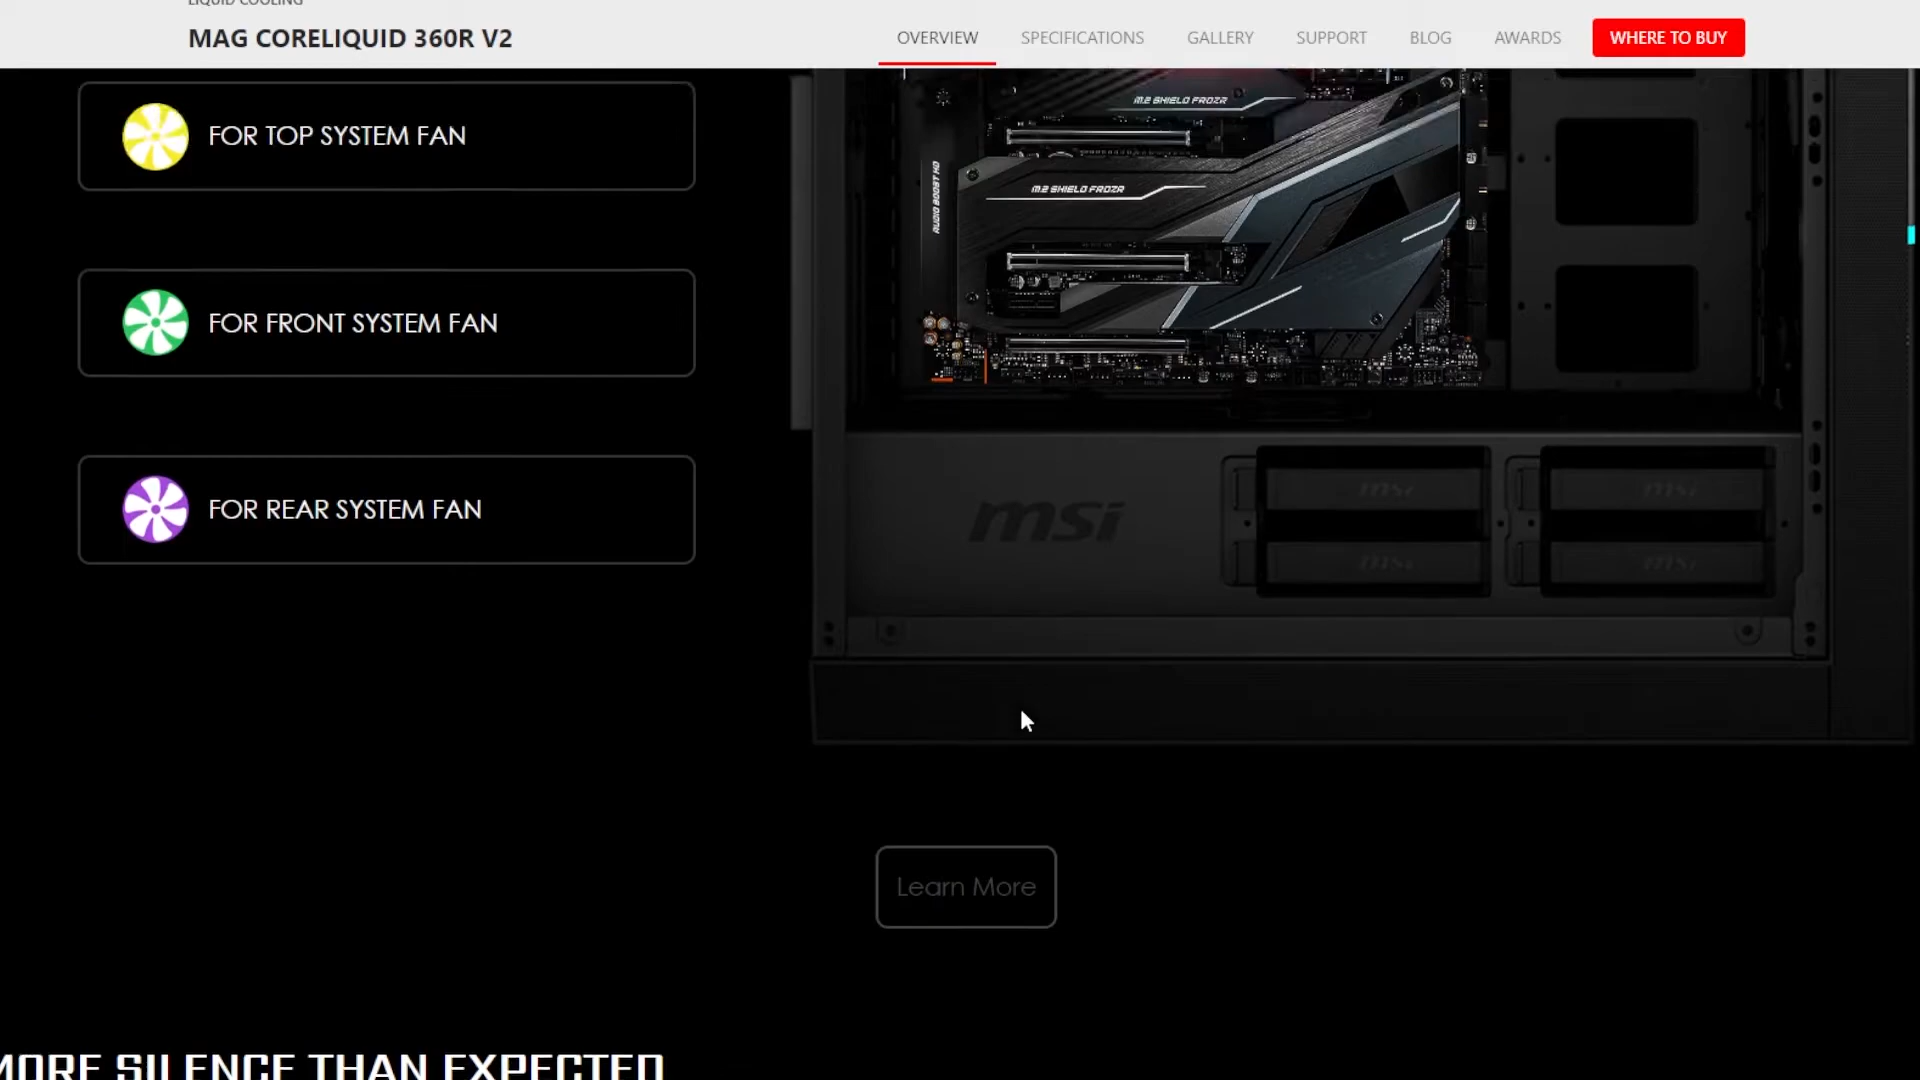 LIQUID COOLING
MAG CORELIQUID 360R V2
OVERVIEW
SPECIFICATIONS
GALLERY
SUPPORT
BLOG
AWARDS
WHERE TO BUY
FOR TOP SYSTEM FAN
FOR FRONT SYSTEM FAN
FOR REAR SYSTEM FAN
M.2 SHIELD FROZR
M.2 SHIELD FROZR
AUDIO BOOST HD
msi
msi
msi
msi
msi
Learn More
MORE SILENCE THAN EXPECTED